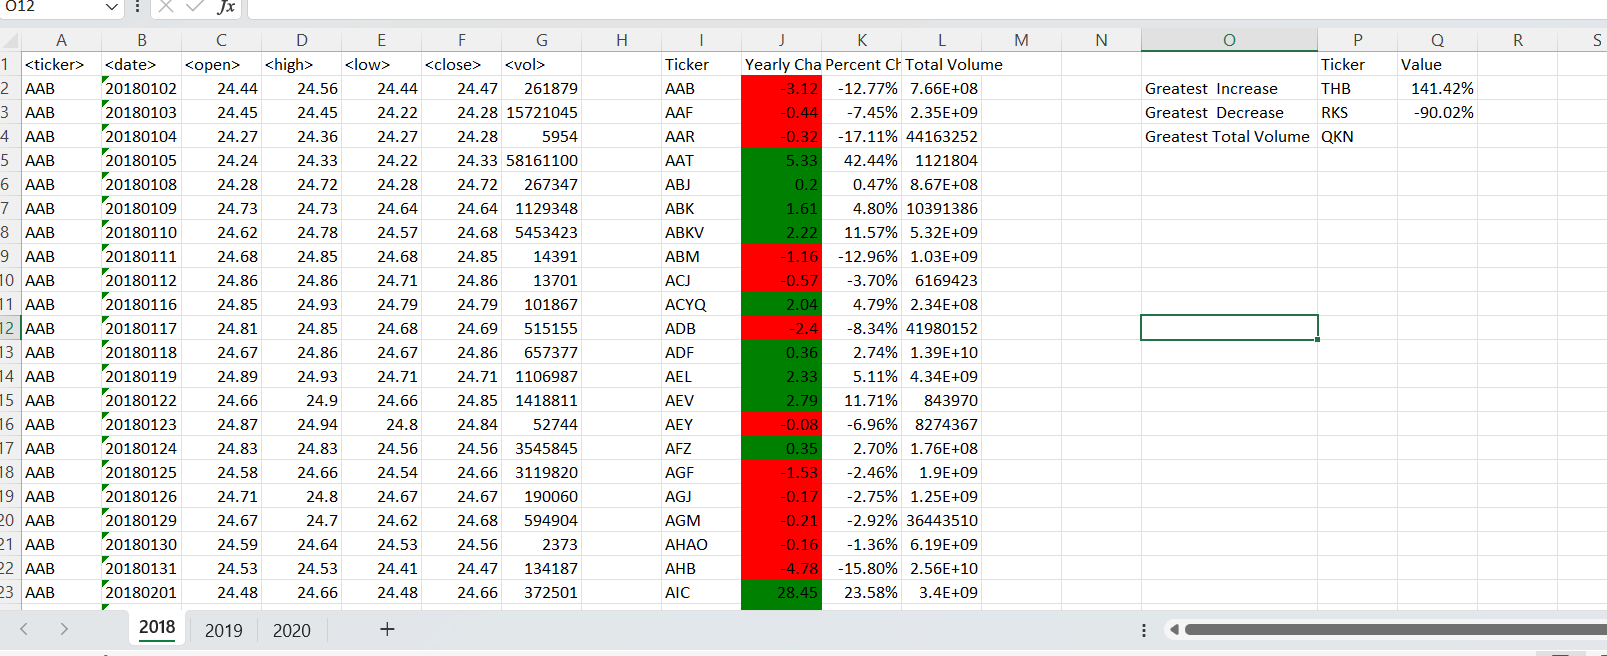 O12 fx
A B C D E F G H I J K L M N O P Q R S
1 <ticker> <date> <open> <high> <low> <close> <vol> Ticker Yearly Cha Percent Ch Total Volume Ticker Value
2 AAB 20180102 24.44 24.56 24.44 24.47 261879 AAB -3.12 -12.77% 7.66E+08 Greatest Increase THB 141.42%
3 AAB 20180103 24.45 24.45 24.22 24.28 15721045 AAF -0.44 -7.45% 2.35E+09 Greatest Decrease RKS -90.02%
4 AAB 20180104 24.27 24.36 24.27 24.28 5954 AAR -0.32 -17.11% 44163252 Greatest Total Volume QKN
5 AAB 20180105 24.24 24.33 24.22 24.33 58161100 AAT 5.33 42.44% 1121804
6 AAB 20180108 24.28 24.72 24.28 24.72 267347 ABJ 0.2 0.47% 8.67E+08
7 AAB 20180109 24.73 24.73 24.64 24.64 1129348 ABK 1.61 4.80% 10391386
8 AAB 20180110 24.62 24.78 24.57 24.68 5453423 ABKV 2.22 11.57% 5.32E+09
9 AAB 20180111 24.68 24.85 24.68 24.85 14391 ABM -1.16 -12.96% 1.03E+09
10 AAB 20180112 24.86 24.86 24.71 24.86 13701 ACJ -0.57 -3.70% 6169423
11 AAB 20180116 24.85 24.93 24.79 24.79 101867 ACYQ 2.04 4.79% 2.34E+08
12 AAB 20180117 24.81 24.85 24.68 24.69 515155 ADB -2.4 -8.34% 41980152
13 AAB 20180118 24.67 24.86 24.67 24.86 657377 ADF 0.36 2.74% 1.39E+10
14 AAB 20180119 24.89 24.93 24.71 24.71 1106987 AEL 2.33 5.11% 4.34E+09
15 AAB 20180122 24.66 24.9 24.66 24.85 1418811 AEV 2.79 11.71% 843970
16 AAB 20180123 24.87 24.94 24.8 24.84 52744 AEY -0.08 -6.96% 8274367
17 AAB 20180124 24.83 24.83 24.56 24.56 3545845 AFZ 0.35 2.70% 1.76E+08
18 AAB 20180125 24.58 24.66 24.54 24.66 3119820 AGF -1.53 -2.46% 1.9E+09
19 AAB 20180126 24.71 24.8 24.67 24.67 190060 AGJ -0.17 -2.75% 1.25E+09
20 AAB 20180129 24.67 24.7 24.62 24.68 594904 AGM -0.21 -2.92% 36443510
21 AAB 20180130 24.59 24.64 24.53 24.56 2373 AHAO -0.16 -1.36% 6.19E+09
22 AAB 20180131 24.53 24.53 24.41 24.47 134187 AHB -4.78 -15.80% 2.56E+10
23 AAB 20180201 24.48 24.66 24.48 24.66 372501 AIC 28.45 23.58% 3.4E+09
2018 2019 2020 +